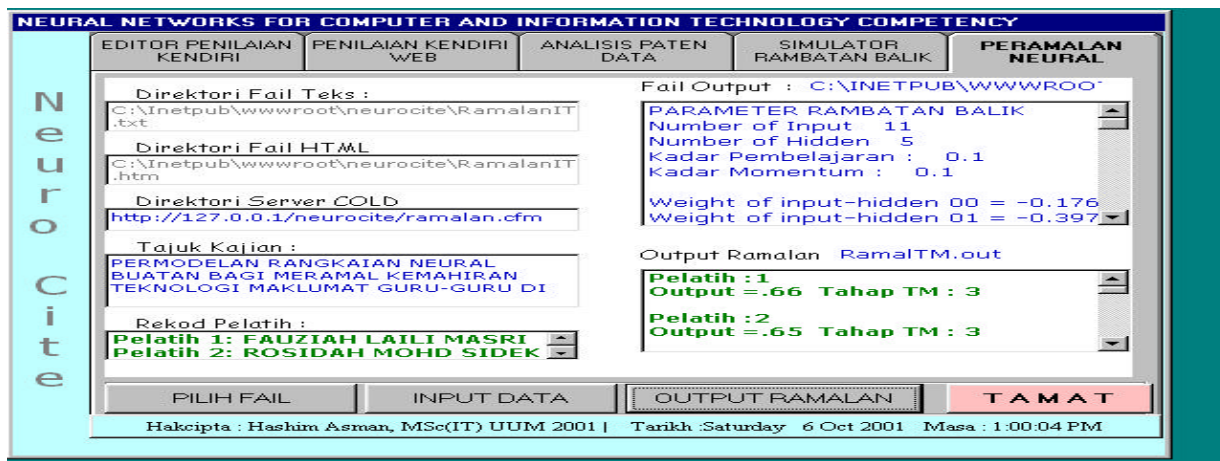 NEURAL NETWORKS FOR COMPUTER AND INFORMATION TECHNOLOGY COMPETENCY
EDITOR PENILAIAN KENDIRI
PENILAIAN KENDIRI WEB
ANALISIS PATEN DATA
SIMULATOR RAMBATAN BALIK
PERAMALAN NEURAL
Neuro Cite
Direktori Fail Teks :
C:\Inetpub\wwwroot\neurocite\RamalanIT
.txt
Direktori Fail HTML
C:\Inetpub\wwwroot\neurocite\RamalanIT
.htm
Direktori Server COLD
http://127.0.0.1/neurocite/ramalan.cfm
Tajuk Kajian :
PERMODELAN RANGKAIAN NEURAL
BUATAN BAGI MERAMAL KEMAHIRAN
TEKNOLOGI MAKLUMAT GURU-GURU DI
Rekod Pelatih :
Pelatih 1: FAUZIAH LAILI MASRI
Pelatih 2: ROSIDAH MOHD SIDEK
Fail Output : C:\INETPUB\WWWROO
PARAMETER RAMBATAN BALIK
Number of Input 11
Number of Hidden 5
Kadar Pembelajaran : 0.1
Kadar Momentum : 0.1
Weight of input-hidden 00 = -0.176
Weight of input-hidden 01 = -0.397
Output Ramalan RamalTM.out
Pelatih :1
Output =.66 Tahap TM : 3
Pelatih :2
Output =.65 Tahap TM : 3
PILIH FAIL
INPUT DATA
OUTPUT RAMALAN
T A M A T
Hakcipta : Hashim Asman, MSc(IT) UUM 2001 | Tarikh :Saturday 6 Oct 2001 Masa : 1:00:04 PM